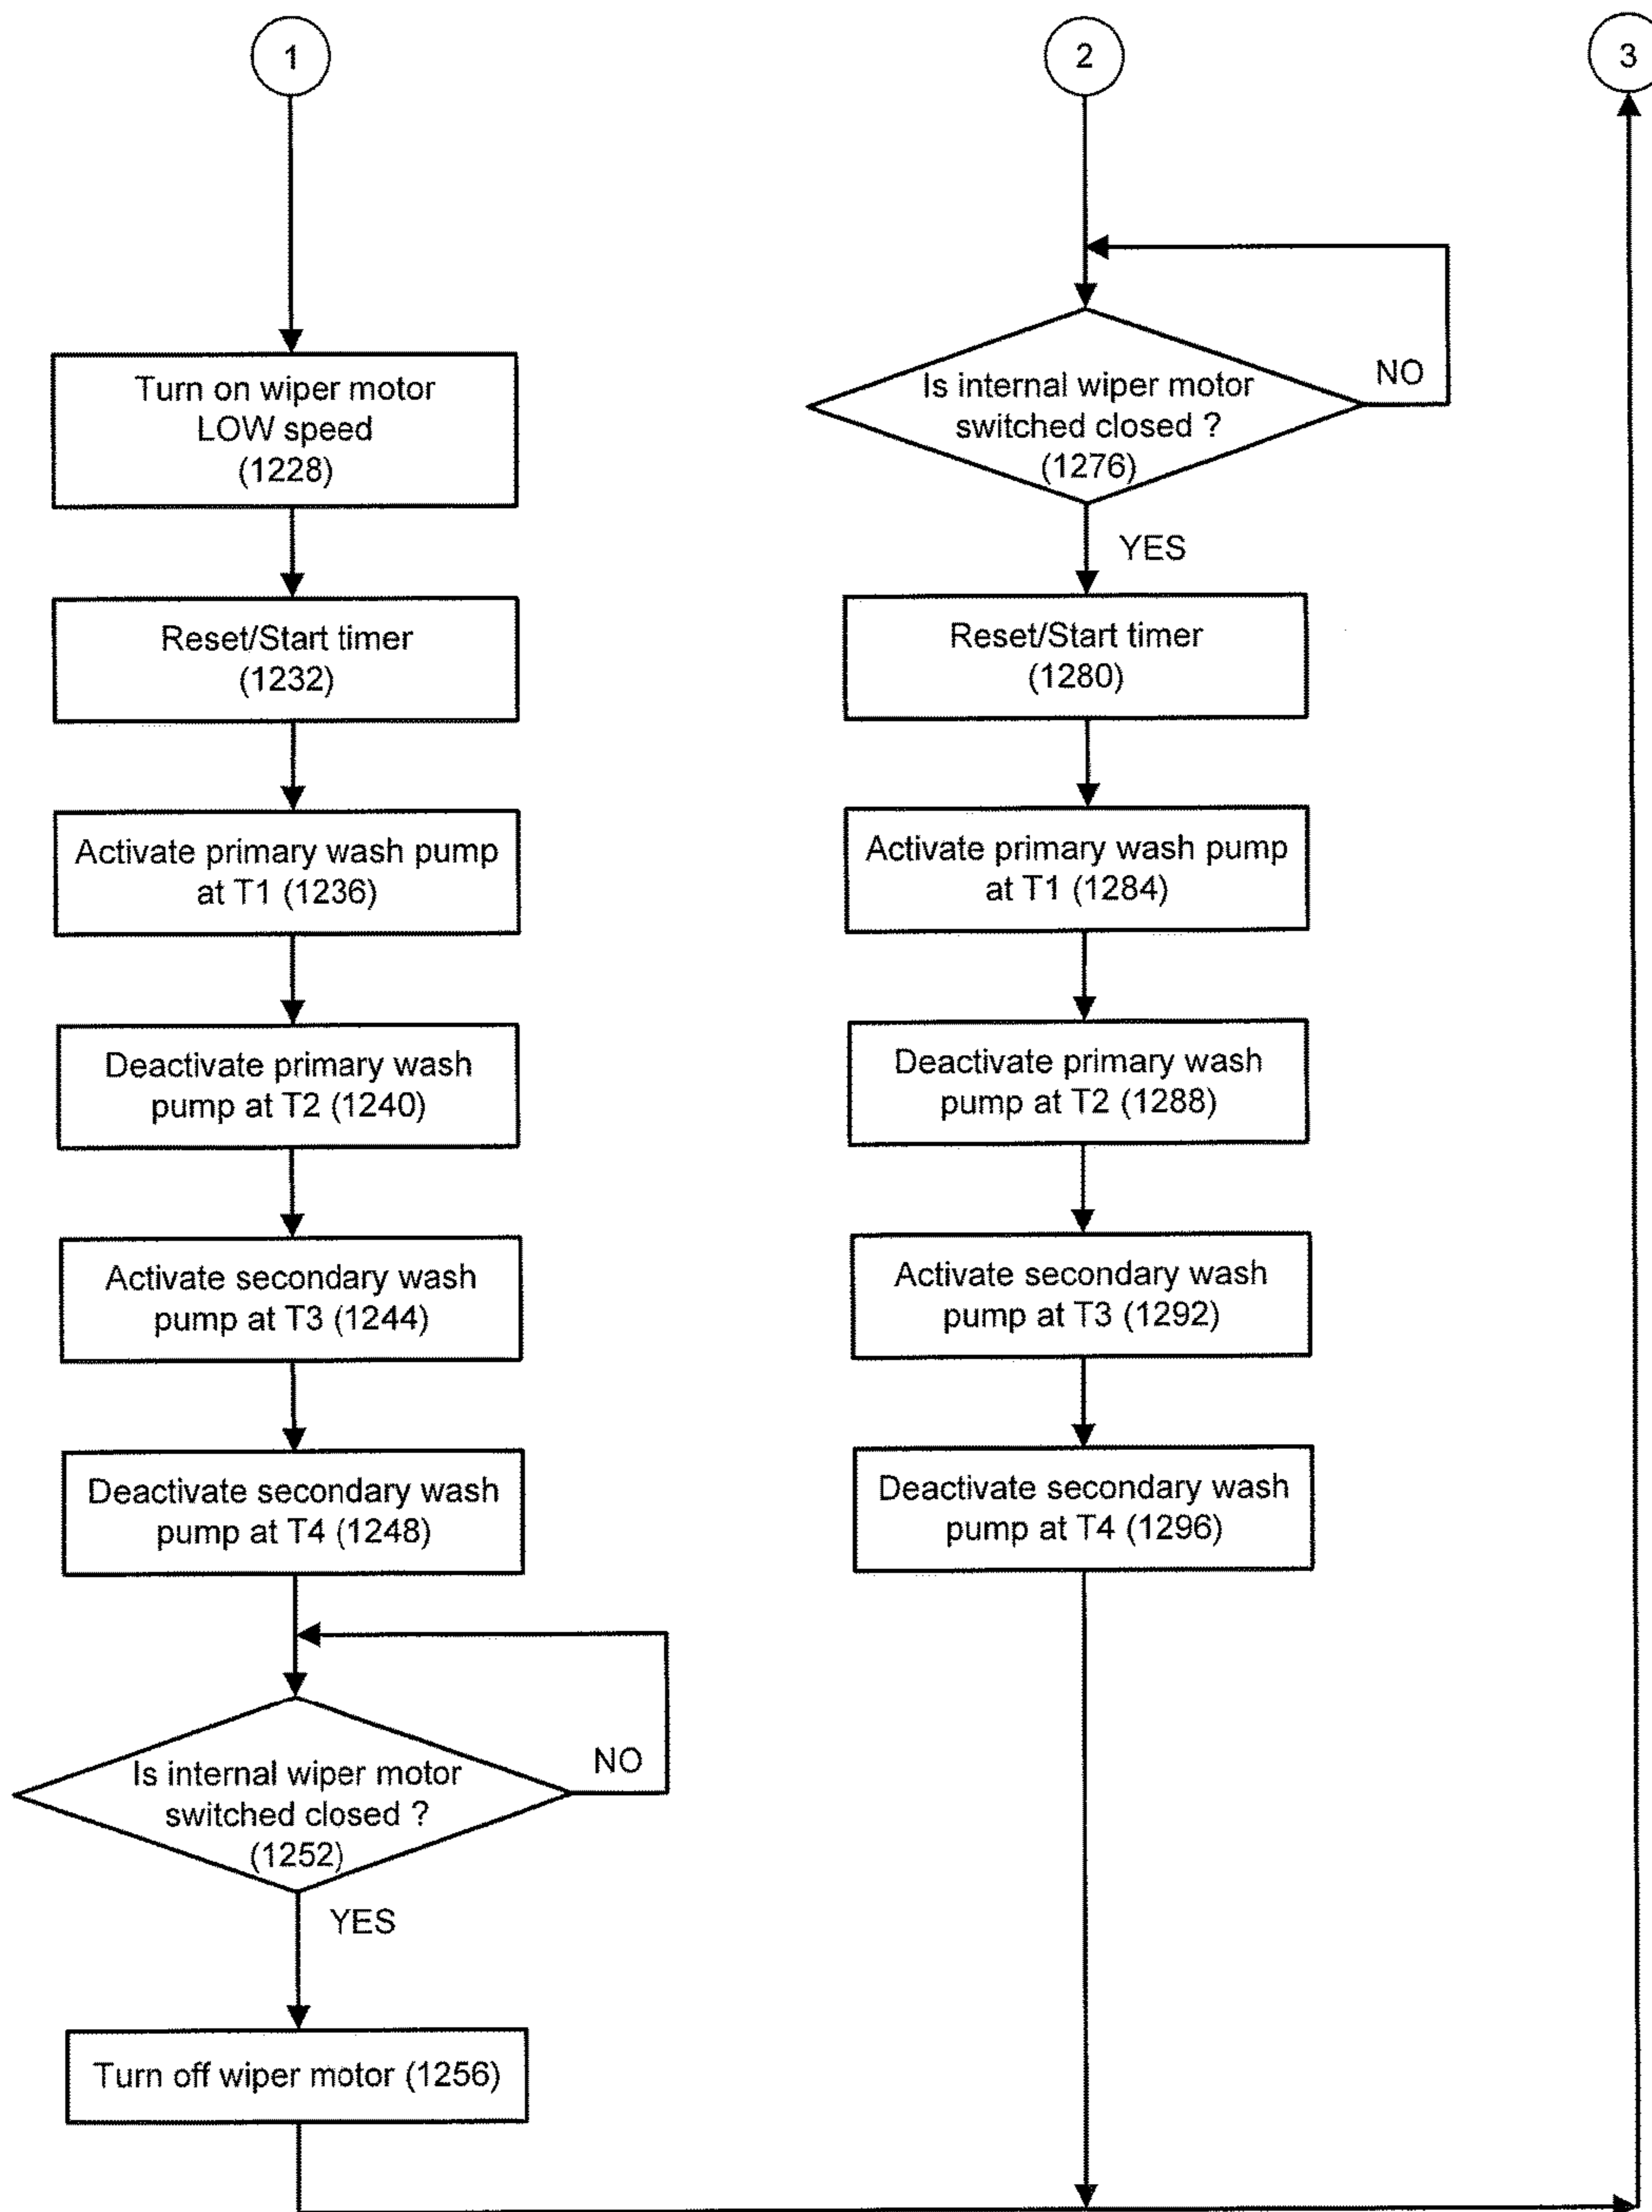 1
2
3
Turn on wiper motor
LOW speed
(1228)
Reset/Start timer
(1232)
Activate primary wash pump
at T1 (1236)
Deactivate primary wash
pump at T2 (1240)
Activate secondary wash
pump at T3 (1244)
Deactivate secondary wash
pump at T4 (1248)
Is internal wiper motor
switched closed ?
(1252)
NO
YES
Turn off wiper motor (1256)
Is internal wiper motor
switched closed ?
(1276)
NO
YES
Reset/Start timer
(1280)
Activate primary wash pump
at T1 (1284)
Deactivate primary wash
pump at T2 (1288)
Activate secondary wash
pump at T3 (1292)
Deactivate secondary wash
pump at T4 (1296)